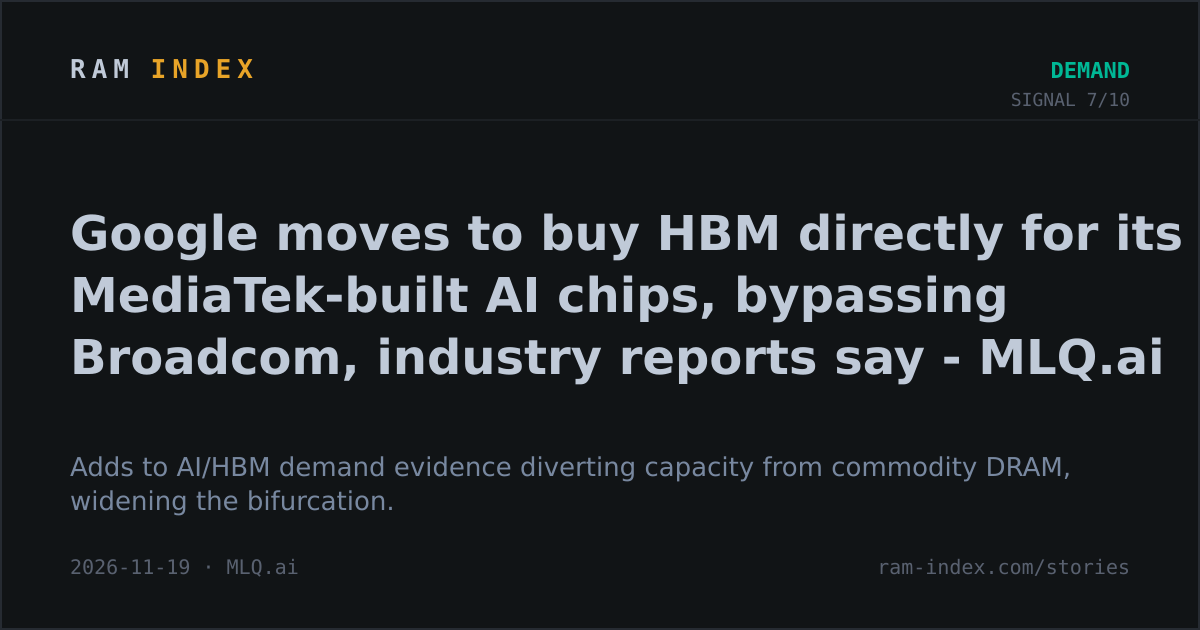 RAM INDEX
DEMAND
SIGNAL 7/10
Google moves to buy HBM directly for its
MediaTek-built AI chips, bypassing
Broadcom, industry reports say - MLQ.ai
Adds to AI/HBM demand evidence diverting capacity from commodity DRAM,
widening the bifurcation.
2026-11-19 · MLQ.ai
ram-index.com/stories